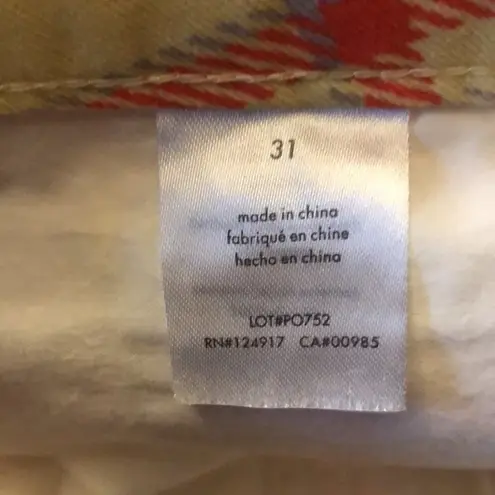 31
made in china
fabriqué en chine
hecho en china
LOT#PO752
RN#124917 CA#00985